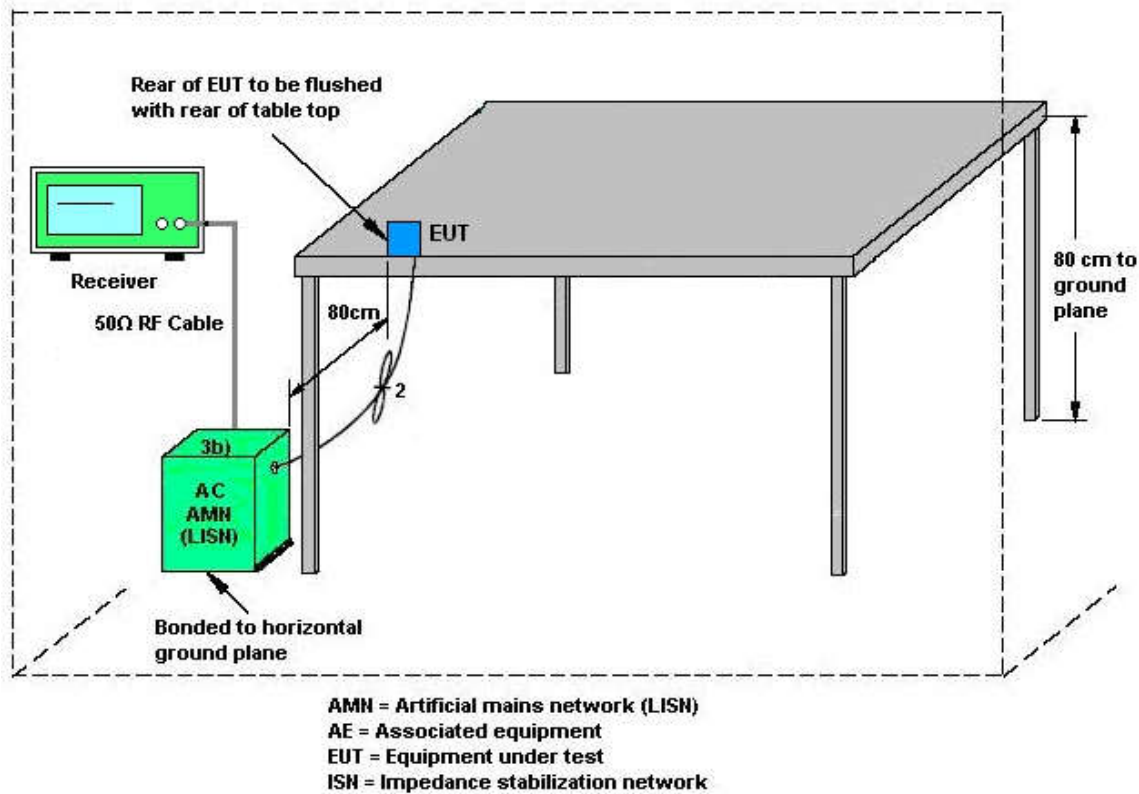 Rear of EUT to be flushed
with rear of table top
EUT
Receiver
80cm
80 cm to
ground
plane
50Ω RF Cable
2
3b)
AC
AMN
(LISN)
Bonded to horizontal
ground plane
AMN = Artificial mains network (LISN)
AE = Associated equipment
EUT = Equipment under test
ISN = Impedance stabilization network